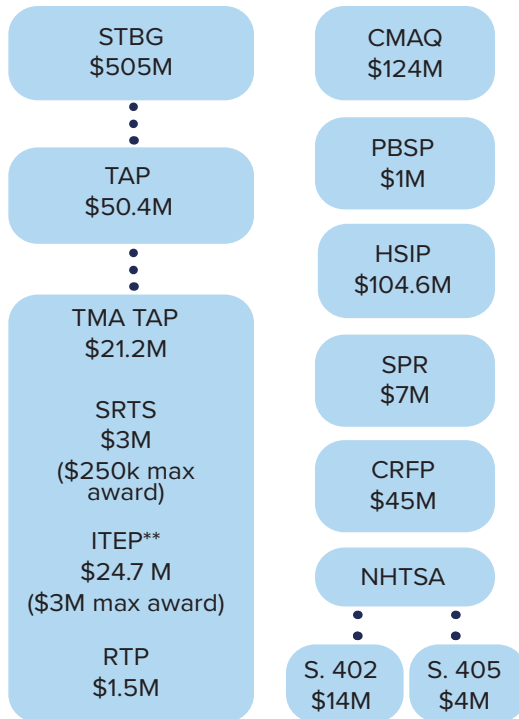 STBG
$505M
TAP
$50.4M
TMA TAP
$21.2M
SRTS
$3M
($250k max
award)
ITEP**
$24.7 M
($3M max award)
RTP
$1.5M
CMAQ
$124M
PBSP
$1M
HSIP
$104.6M
SPR
$7M
CRFP
$45M
NHTSA
S. 402
$14M
S. 405
$4M